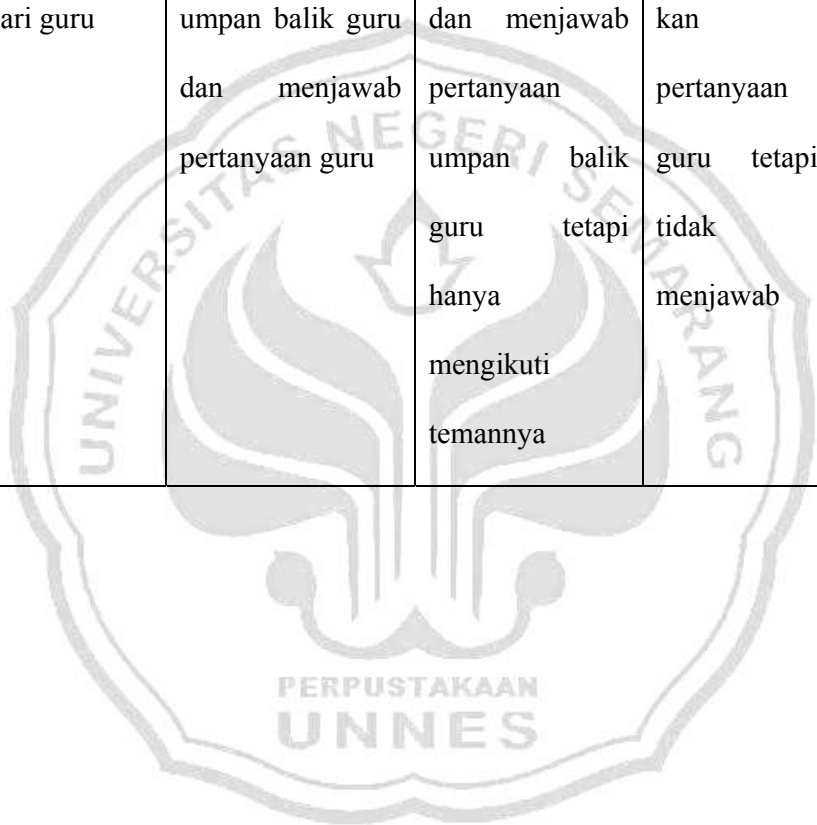 ari guru
umpan balik guru
dan menjawab
pertanyaan guru
dan menjawab
pertanyaan
umpan balik
guru tetapi
hanya
mengikuti
temannya
kan
pertanyaan
guru tetapi
tidak
menjawab
UNIVERSITAS NEGERI SEMARANG
PERPUSTAKAAN
UNNES